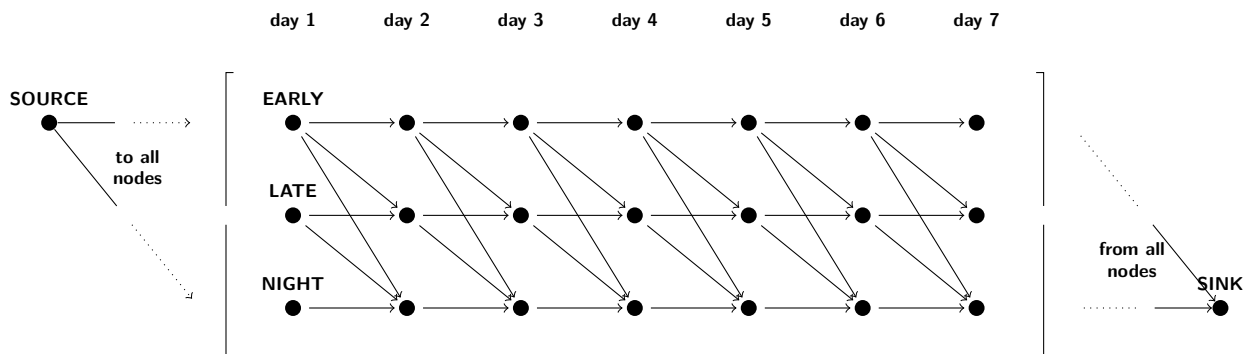 day 1 day 2 day 3 day 4 day 5 day 6 day 7
SOURCE
EARLY
to all
nodes
LATE
from all
nodes
NIGHT
SINK